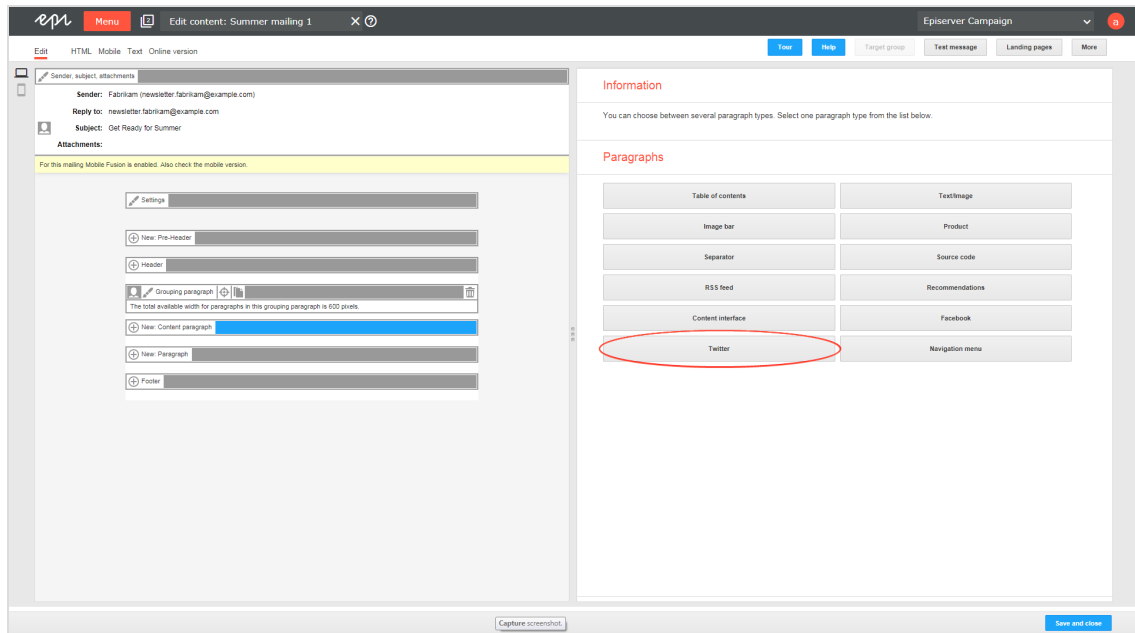 epi Menu 2 Edit content: Summer mailing 1 Episerver Campaign a
Edit HTML Mobile Text Online version Tour Help Target group Test message Landing pages More
Sender, subject, attachments
Sender: Fabrikam (newsletter.fabrikam@example.com)
Reply to: newsletter.fabrikam@example.com
Subject: Get Ready for Summer
Attachments:
For this mailing Mobile Fusion is enabled. Also check the mobile version.
Settings
New: Pre-Header
Header
Grouping paragraph
The total available width for paragraphs in this grouping paragraph is 600 pixels.
New: Content paragraph
New: Paragraph
Footer
Information
You can choose between several paragraph types. Select one paragraph type from the list below.
Paragraphs
Table of contents Text/Image
Image bar Product
Separator Source code
RSS feed Recommendations
Content interface Facebook
Twitter Navigation menu
Capture screenshot. Save and close